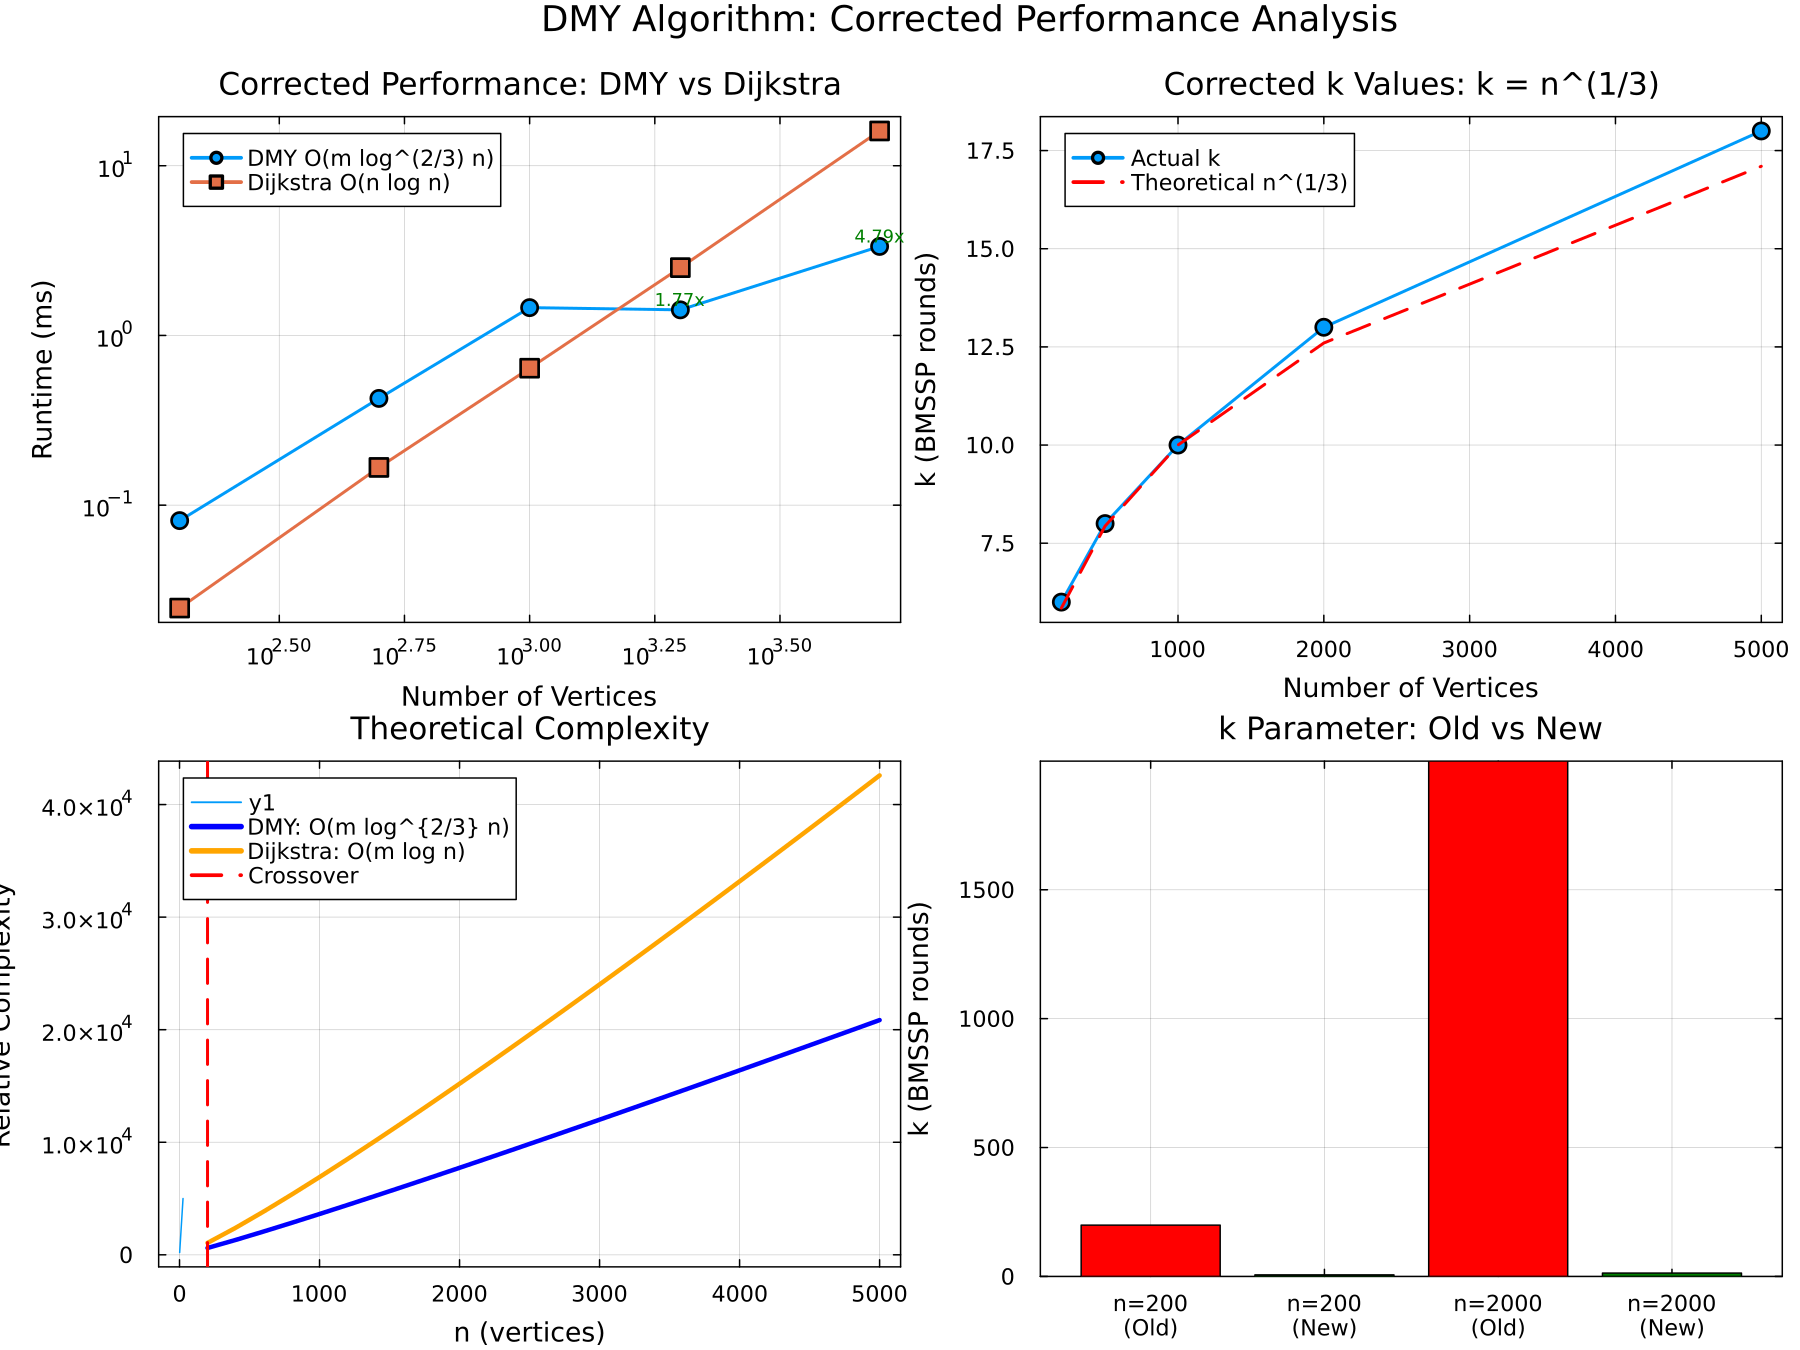 DMY Algorithm: Corrected Performance Analysis
Corrected Performance: DMY vs Dijkstra
DMY O(m log^(2/3) n)
Dijkstra O(n log n)
4.79x
1.77x
10^1
10^0
10^−1
Runtime (ms)
10^2.50 10^2.75 10^3.00 10^3.25 10^3.50
Number of Vertices
Corrected k Values: k = n^(1/3)
Actual k
Theoretical n^(1/3)
17.5
15.0
12.5
10.0
7.5
k (BMSSP rounds)
1000 2000 3000 4000 5000
Number of Vertices
Theoretical Complexity
y1
DMY: O(m log^{2/3} n)
Dijkstra: O(m log n)
Crossover
4.0×10^4
3.0×10^4
2.0×10^4
1.0×10^4
0
Relative Complexity
0 1000 2000 3000 4000 5000
n (vertices)
k Parameter: Old vs New
1500
1000
500
0
k (BMSSP rounds)
n=200 n=200 n=2000 n=2000
(Old) (New) (Old) (New)